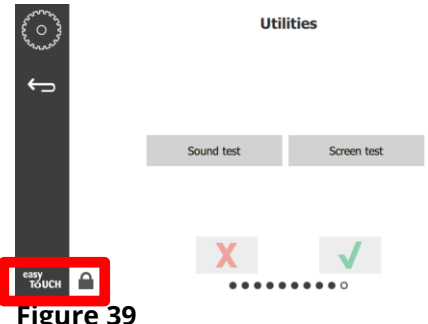 Utilities
Sound test Screen test
easy
TOUCH
Figure 39